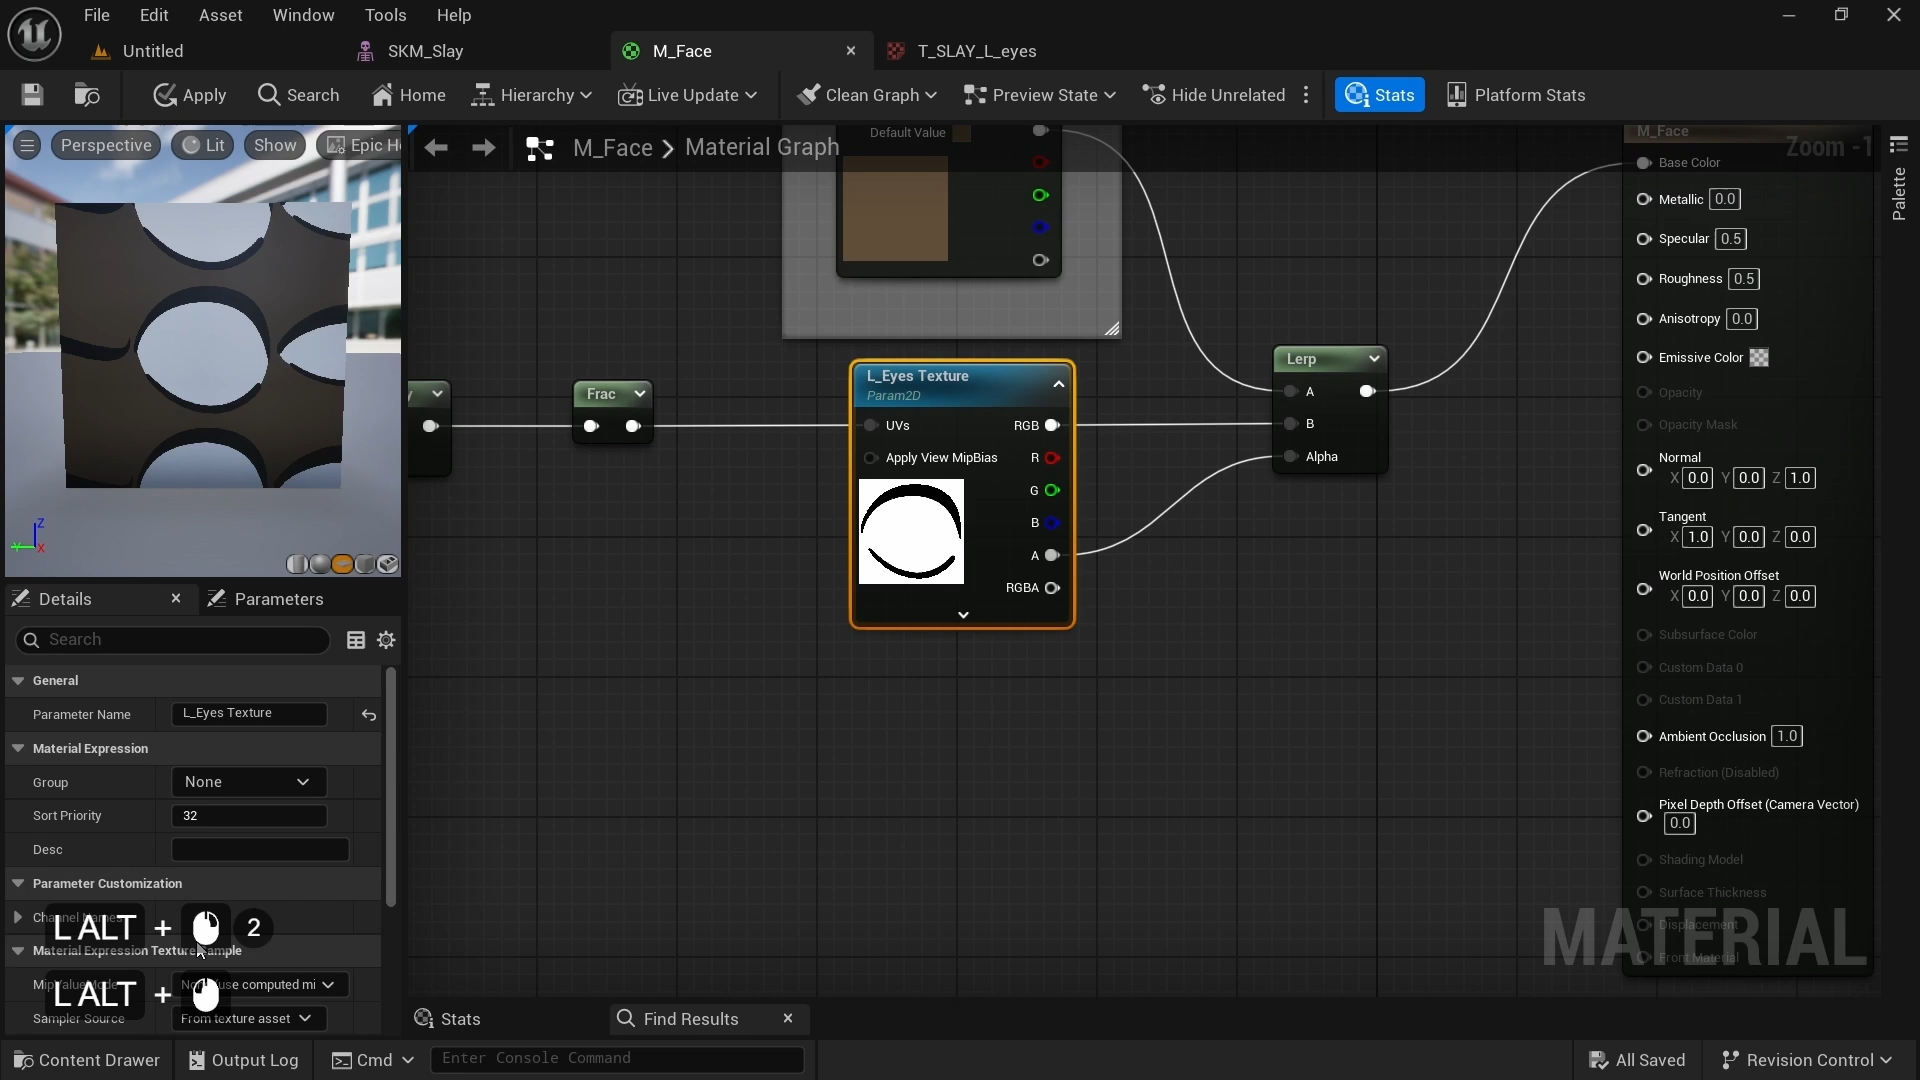 File Edit Asset Window Tools Help
Untitled SKM_Slay M_Face T_SLAY_L_eyes
Apply Search Home Hierarchy Live Update Clean Graph Preview State Hide Unrelated Stats Platform Stats
Perspective Lit Show Epic
M_Face Material Graph
Zoom -1
Palette
Default Value
M_Face
Base Color
Metallic 0.0
Specular 0.5
Roughness 0.5
Anisotropy 0.0
Emissive Color
Opacity
Opacity Mask
Normal
X 0.0 Y 0.0 Z 1.0
Tangent
X 1.0 Y 0.0 Z 0.0
World Position Offset
X 0.0 Y 0.0 Z 0.0
Subsurface Color
Custom Data 0
Custom Data 1
Ambient Occlusion 1.0
Refraction (Disabled)
Pixel Depth Offset (Camera Vector)
0.0
Shading Model
Surface Thickness
Displacement
Front Material
MATERIAL
Lerp
A
B
Alpha
Frac
L_Eyes Texture
Param2D
UVs RGB
Apply View MipBias R
G
B
A
RGBA
Z
Y
X
Details Parameters
Search
General
Parameter Name L_Eyes Texture
Material Expression
Group None
Sort Priority 32
Desc
Parameter Customization
LALT + 2
Material Expression Texture Sample
LALT +
Sampler Source From texture asset
Stats Find Results
Content Drawer Output Log Cmd Enter Console Command All Saved Revision Control